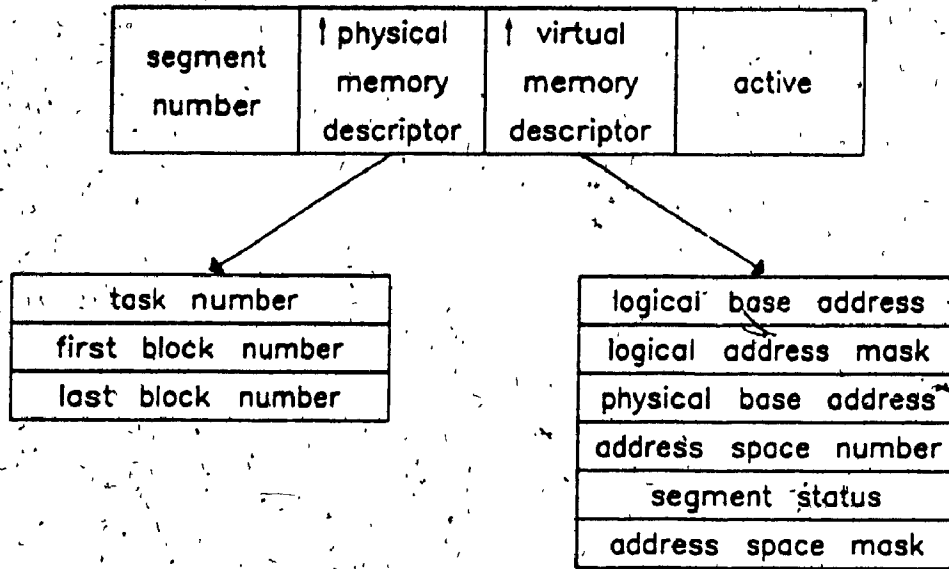 segment
number
↑ physical
memory
descriptor
↑ virtual
memory
descriptor
active
task number
first block number
last block number
logical base address
logical address mask
physical base address
address space number
segment status
address space mask